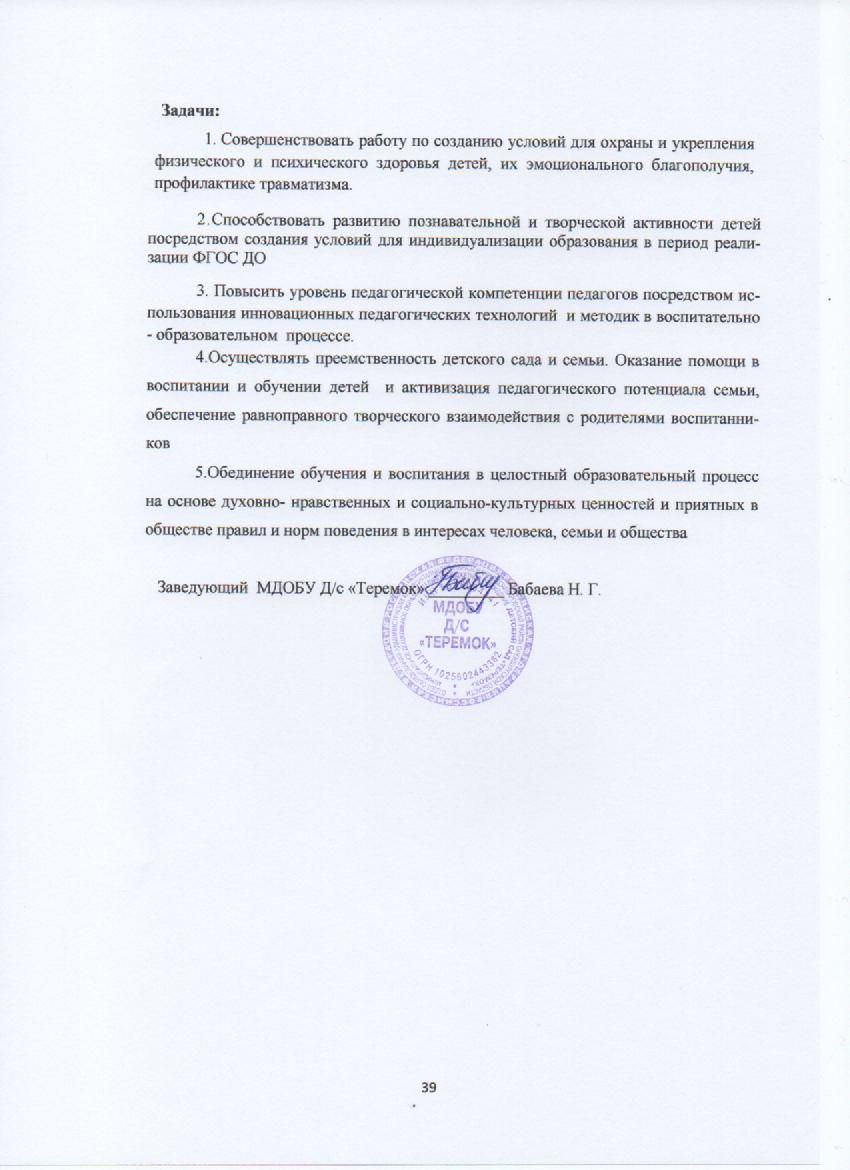 Задачи:
1. Совершенствовать работу по созданию условий для охраны и укрепления
физического и психического здоровья детей, их эмоционального благополучия,
профилактике травматизма.
2.Способствовать развитию познавательной и творческой активности детей
посредством создания условий для индивидуализации образования в период реали-
зации ФГОС ДО
3. Повысить уровень педагогической компетенции педагогов посредством ис-
пользования инновационных педагогических технологий и методик в воспитательно
- образовательном процессе.
4.Осуществлять преемственность детского сада и семьи. Оказание помощи в
воспитании и обучении детей и активизация педагогического потенциала семьи,
обеспечение равноправного творческого взаимодействия с родителями воспитанни-
ков
5.Обединение обучения и воспитания в целостный образовательный процесс
на основе духовно- нравственных и социально-культурных ценностей и приятных в
обществе правил и норм поведения в интересах человека, семьи и общества
Заведующий МДОБУ Д/с «Теремок» Бабаева Н. Г.
МДОБУ
Д/С
«ТЕРЕМОК»
ОГРН 1025602443382
39